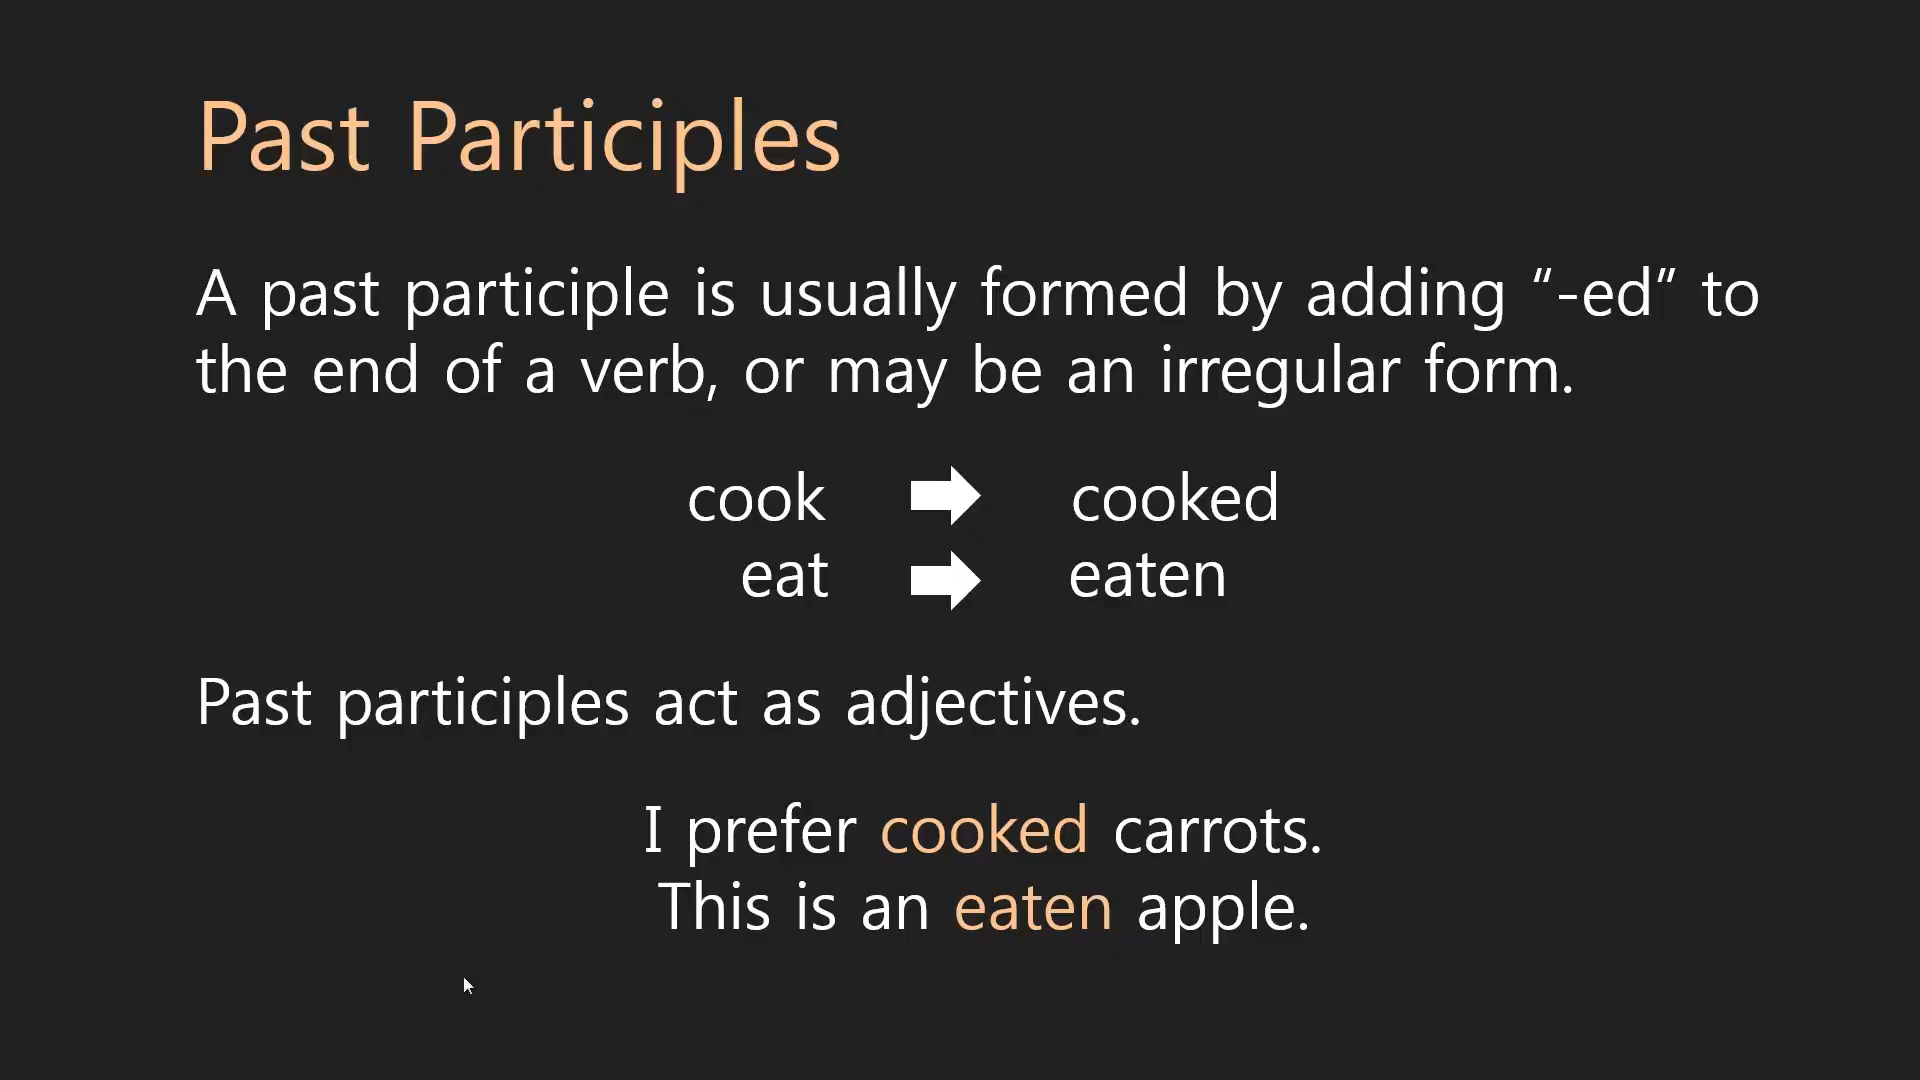 Past Participles
A past participle is usually formed by adding “-ed” to
the end of a verb, or may be an irregular form.
cook cooked
eat eaten
Past participles act as adjectives.
I prefer cooked carrots.
This is an eaten apple.